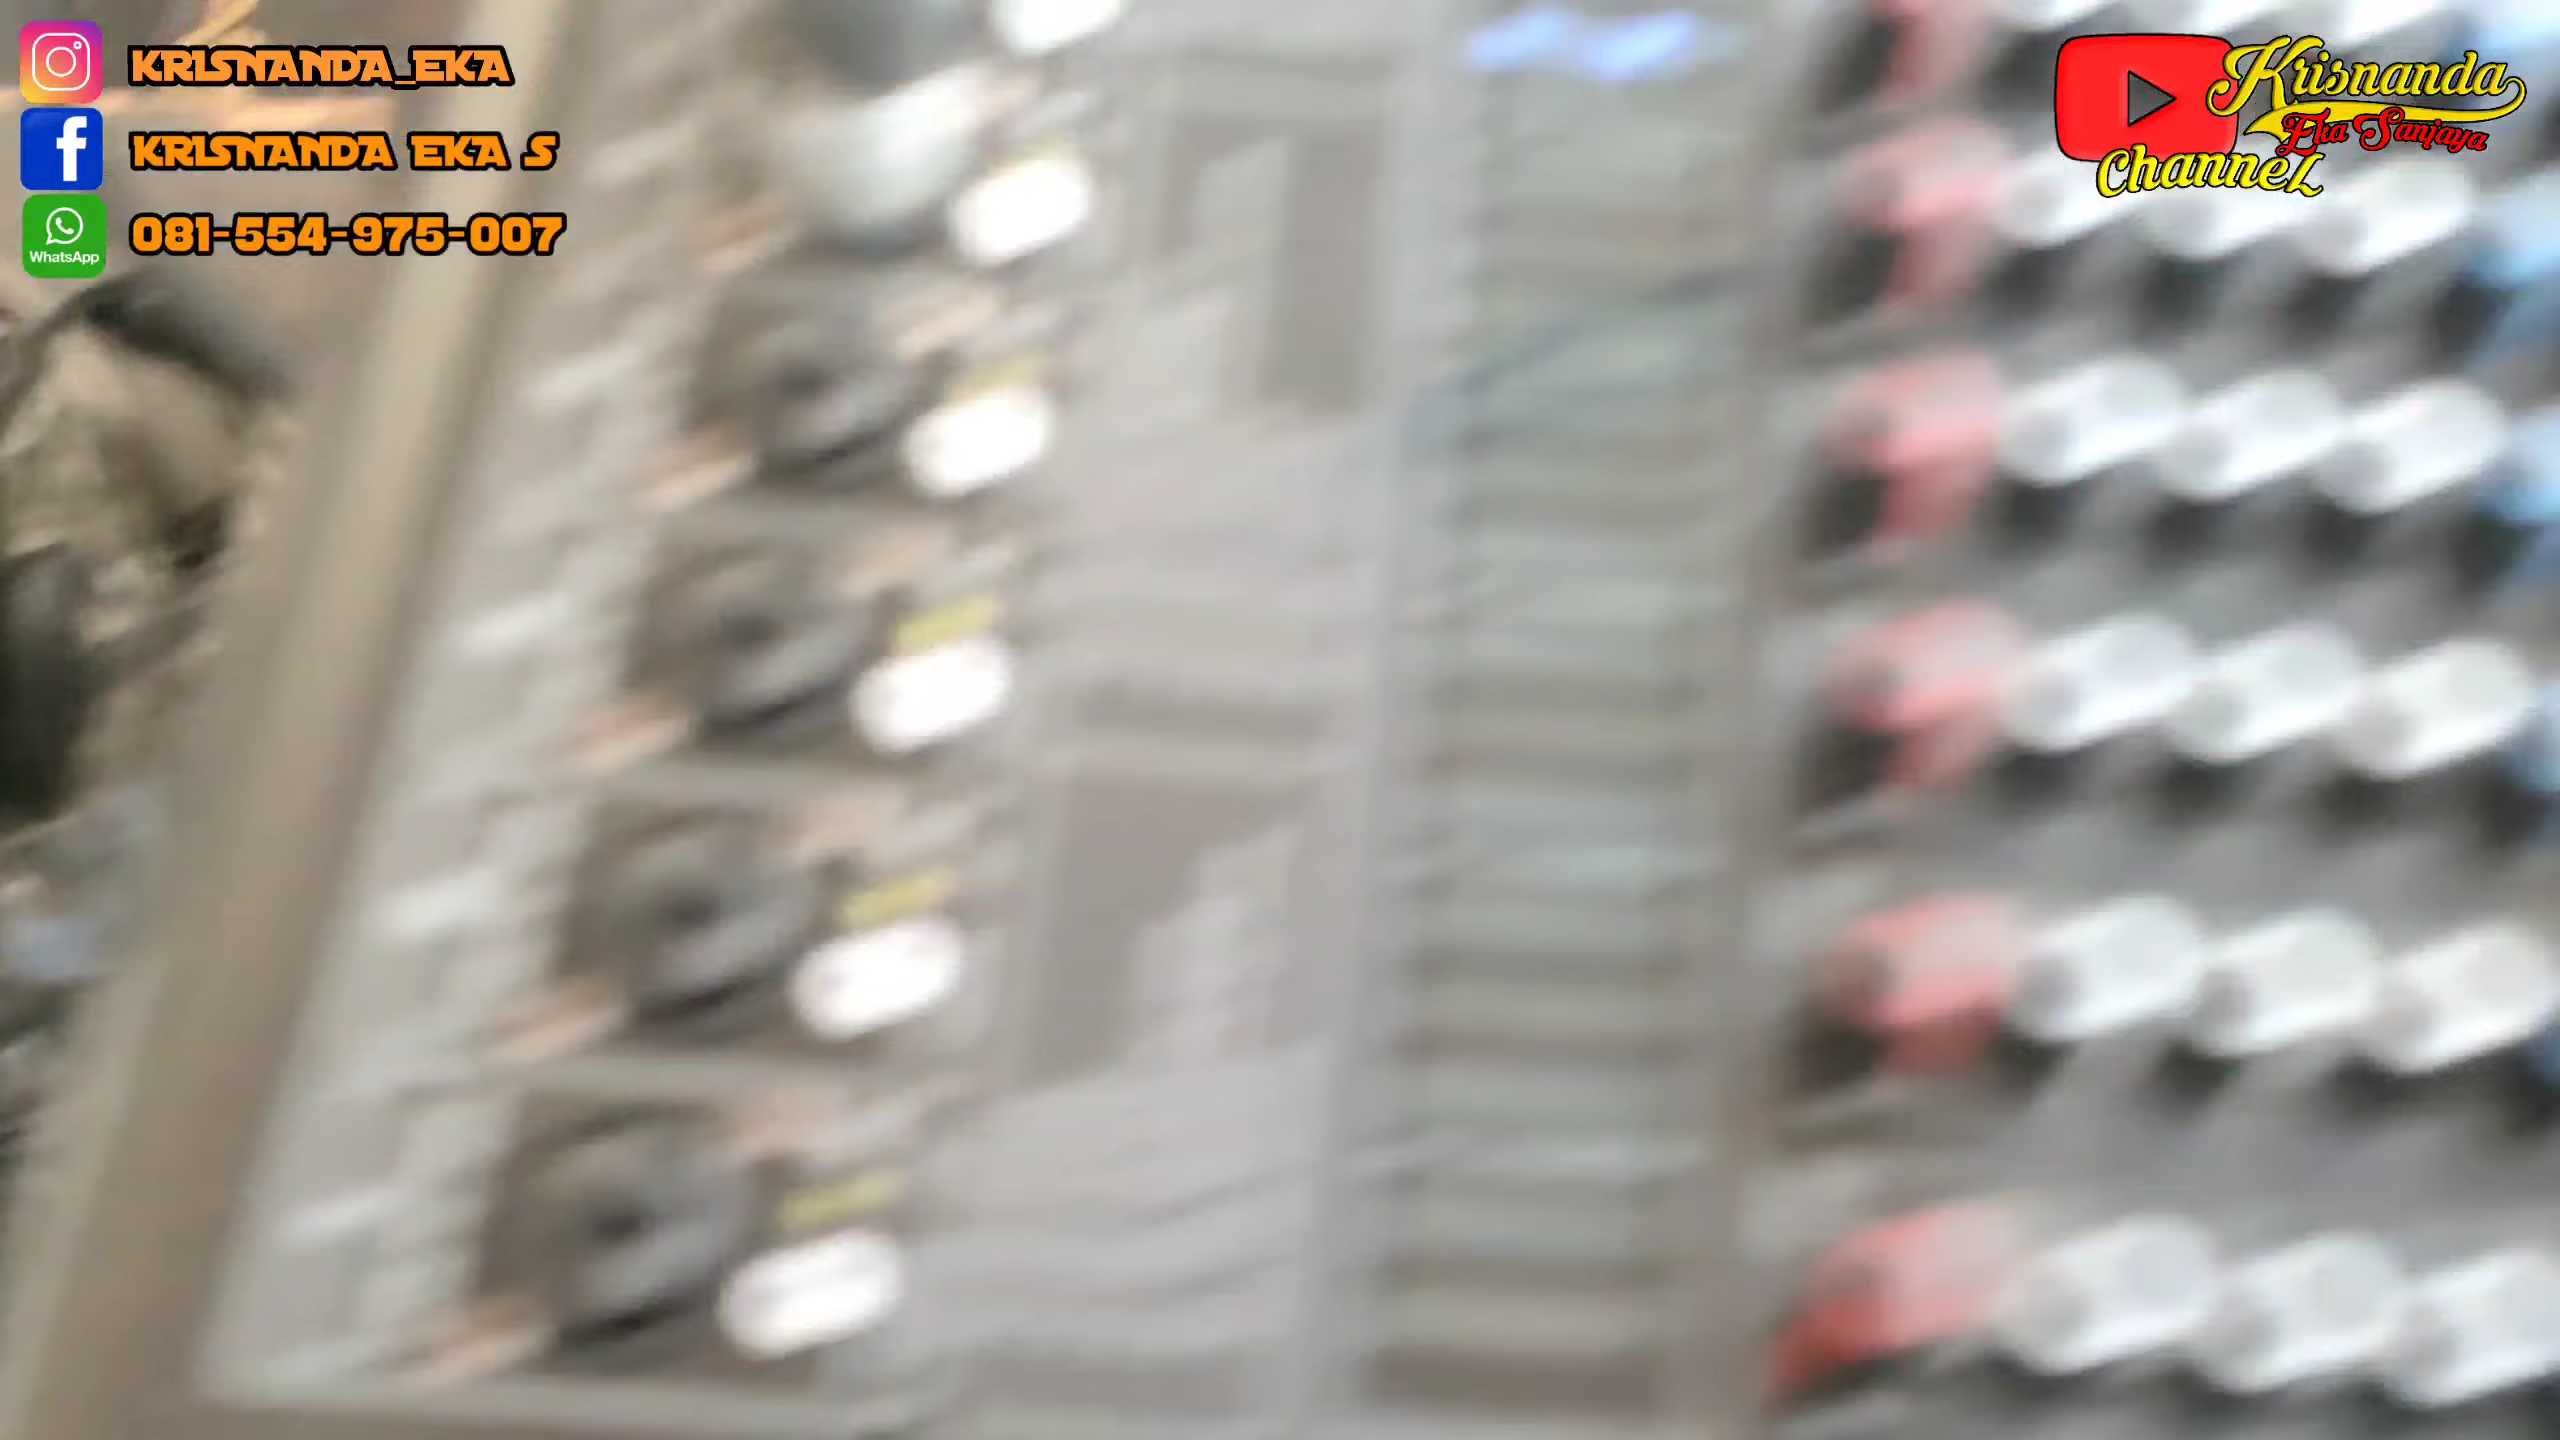 KRISNANDA_EKA
KRISNANDA EKA S
WhatsApp
081-554-975-007
Krisnanda
Eka Sanjaya
Channel